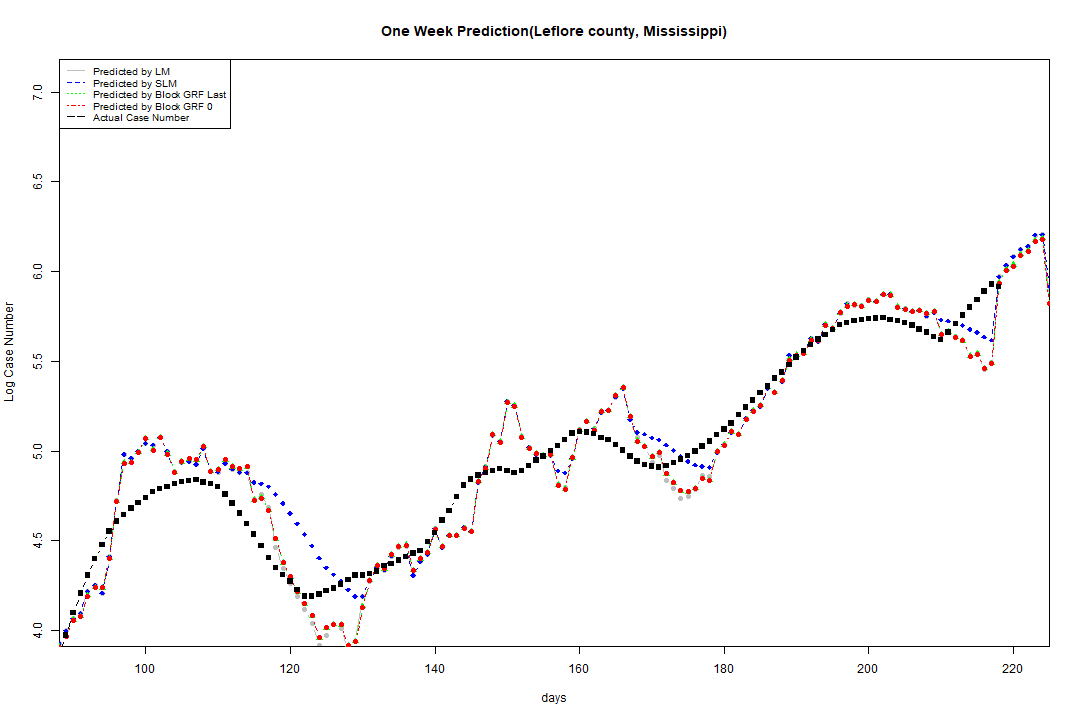 One Week Prediction(Leflore county, Mississippi)
Predicted by LM
Predicted by SLM
Predicted by Block GRF Last
Predicted by Block GRF 0
Actual Case Number
7.0
6.5
6.0
5.5
5.0
4.5
4.0
Log Case Number
100 120 140 160 180 200 220
days